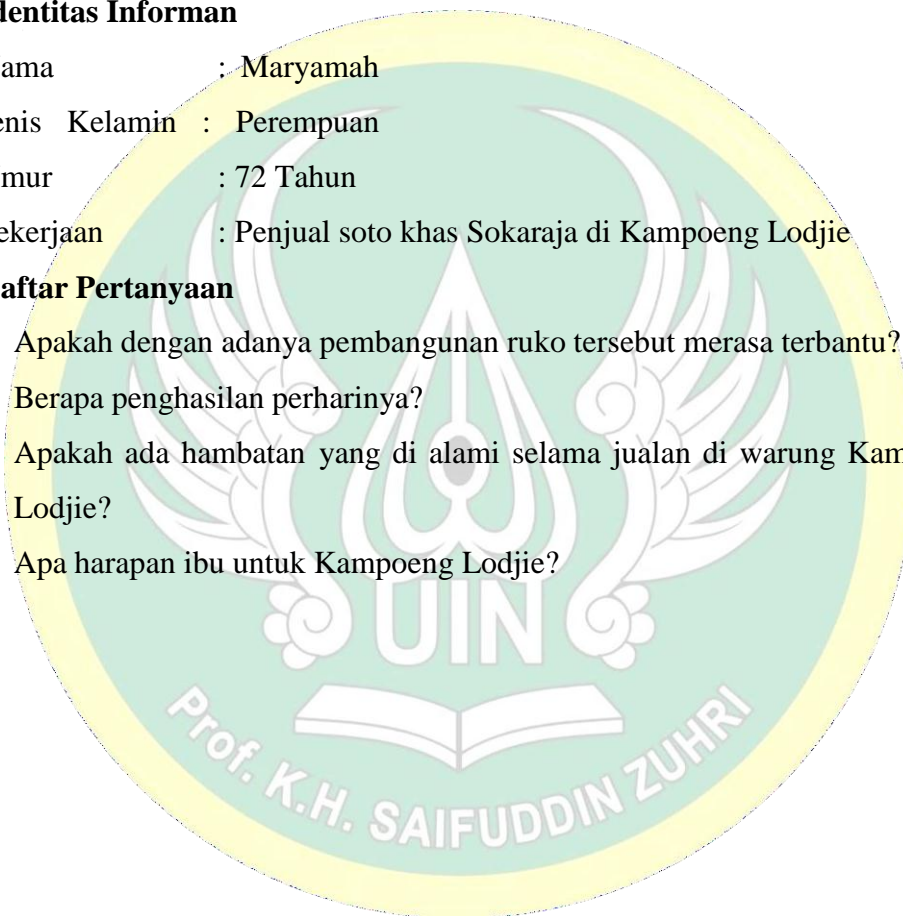 dentitas Informan
ama : Maryamah
enis Kelamin : Perempuan
mur : 72 Tahun
ekerjaan : Penjual soto khas Sokaraja di Kampoeng Lodjie
aftar Pertanyaan
Apakah dengan adanya pembangunan ruko tersebut merasa terbantu?
Berapa penghasilan perharinya?
Apakah ada hambatan yang di alami selama jualan di warung Kam
Lodjie?
Apa harapan ibu untuk Kampoeng Lodjie?
UIN
Prof. K.H. SAIFUDDIN ZUHRI